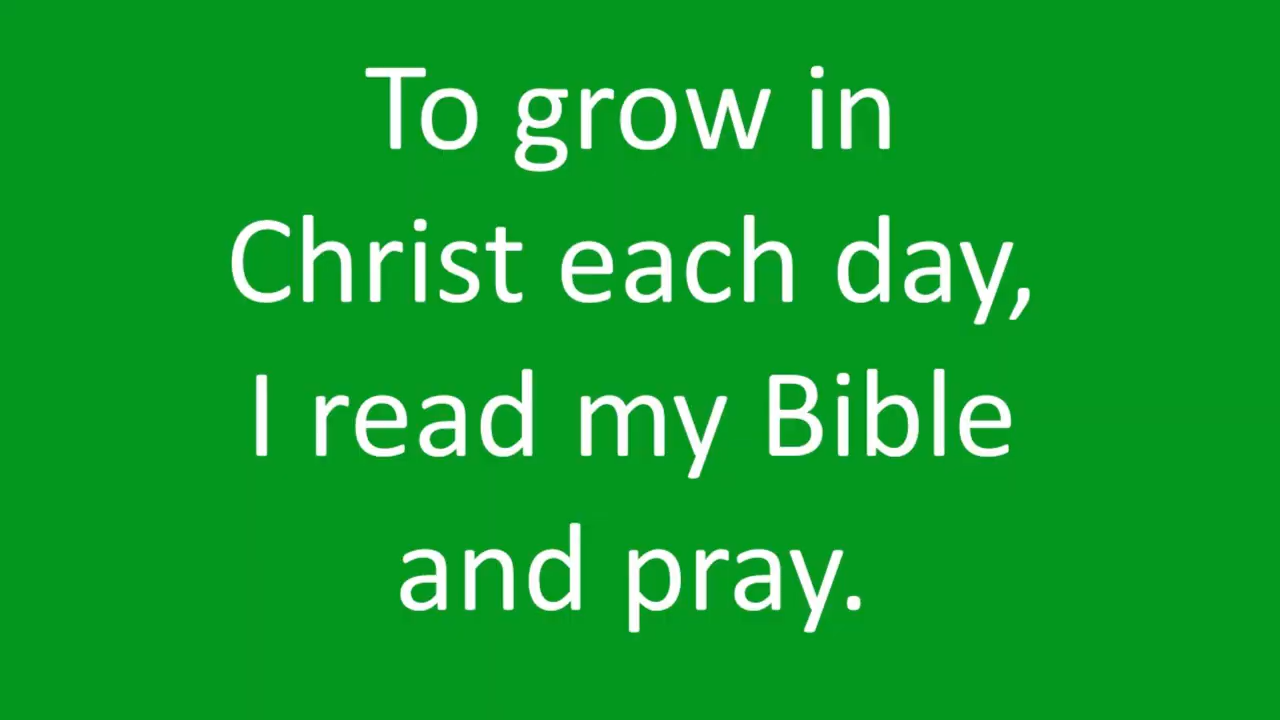 To grow in
Christ each day,
I read my Bible
and pray.